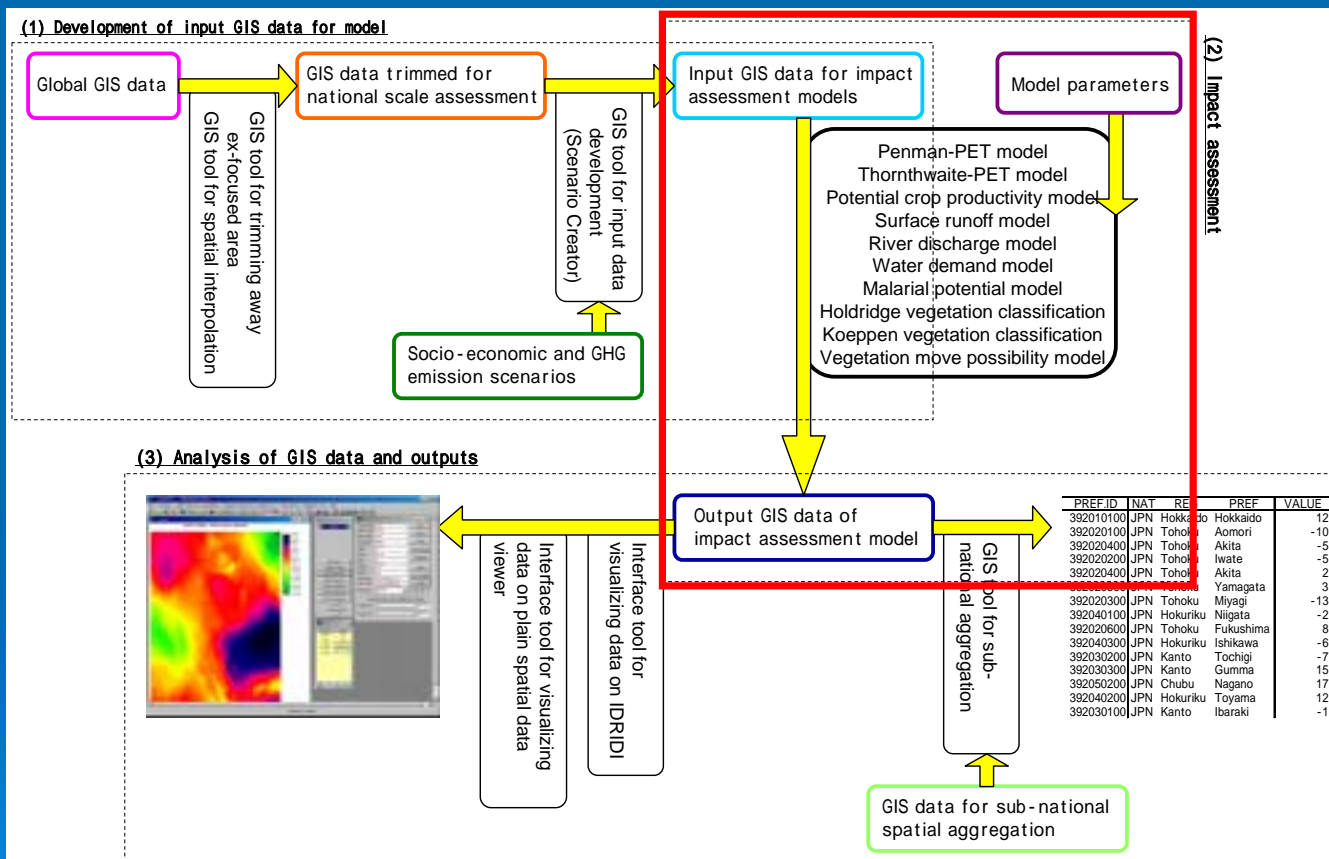 (1) Development of input GIS data for model
Global GIS data
GIS data trimmed for
national scale assessment
Input GIS data for impact
assessment models
Model parameters
(2) Impact assessment
GIS tool for trimming away
ex-focused area
GIS tool for spatial interpolation
GIS tool for input data
development
(Scenario Creator)
Socio-economic and GHG
emission scenarios
Penman-PET model
Thornthwaite-PET model
Potential crop productivity model
Surface runoff model
River discharge model
Water demand model
Malarial potential model
Holdridge vegetation classification
Koeppen vegetation classification
Vegetation move possibility model
(3) Analysis of GIS data and outputs
Output GIS data of
impact assessment model
Interface tool for visualizing
data on plain spatial data
viewer
Interface tool for
visualizing data on IDRIDI
GIS tool for sub-
national aggregation
GIS data for sub-national
spatial aggregation
PREF.ID NAT PREF VALUE
392010100 JPN Hokkaido Hokkaido 12
392020100 JPN Tohoku Aomori -10
392020400 JPN Tohoku Akita -5
392020200 JPN Tohoku Iwate -5
392020400 JPN Tohoku Akita 2
JPN Tohoku Yamagata 3
392020300 JPN Tohoku Miyagi -13
392040100 JPN Hokuriku Niigata -2
392020600 JPN Tohoku Fukushima 8
392040300 JPN Hokuriku Ishikawa -6
392030200 JPN Kanto Tochigi -7
392030300 JPN Kanto Gumma 15
392050200 JPN Chubu Nagano 17
392040200 JPN Hokuriku Toyama 12
392030100 JPN Kanto Ibaraki -1